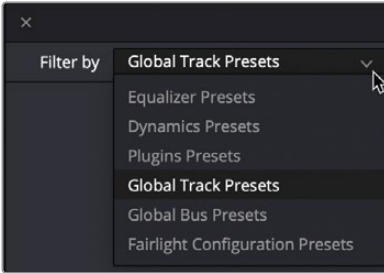 Filter by Global Track Presets
Equalizer Presets
Dynamics Presets
Plugins Presets
Global Track Presets
Global Bus Presets
Fairlight Configuration Presets